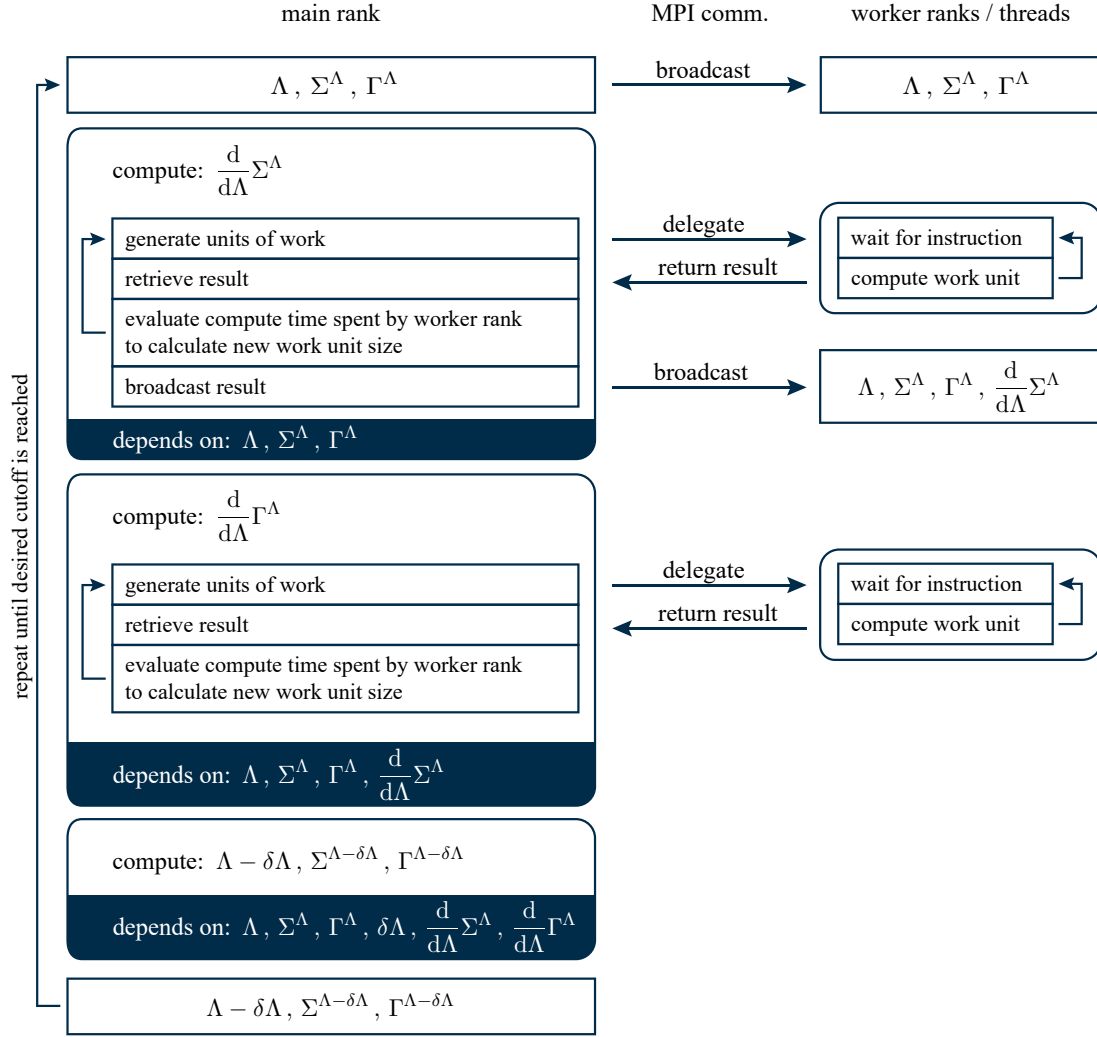 main rank
MPI comm.
worker ranks / threads
Λ , Σ^Λ , Γ^Λ
broadcast
Λ , Σ^Λ , Γ^Λ
compute: d/dΛ Σ^Λ
generate units of work
retrieve result
evaluate compute time spent by worker rank
to calculate new work unit size
broadcast result
depends on: Λ , Σ^Λ , Γ^Λ
delegate
return result
wait for instruction
compute work unit
broadcast
Λ , Σ^Λ , Γ^Λ , d/dΛ Σ^Λ
compute: d/dΛ Γ^Λ
generate units of work
retrieve result
evaluate compute time spent by worker rank
to calculate new work unit size
depends on: Λ , Σ^Λ , Γ^Λ , d/dΛ Σ^Λ
delegate
return result
wait for instruction
compute work unit
compute: Λ − δΛ , Σ^{Λ−δΛ} , Γ^{Λ−δΛ}
depends on: Λ , Σ^Λ , Γ^Λ , δΛ , d/dΛ Σ^Λ , d/dΛ Γ^Λ
Λ − δΛ , Σ^{Λ−δΛ} , Γ^{Λ−δΛ}
repeat until desired cutoff is reached